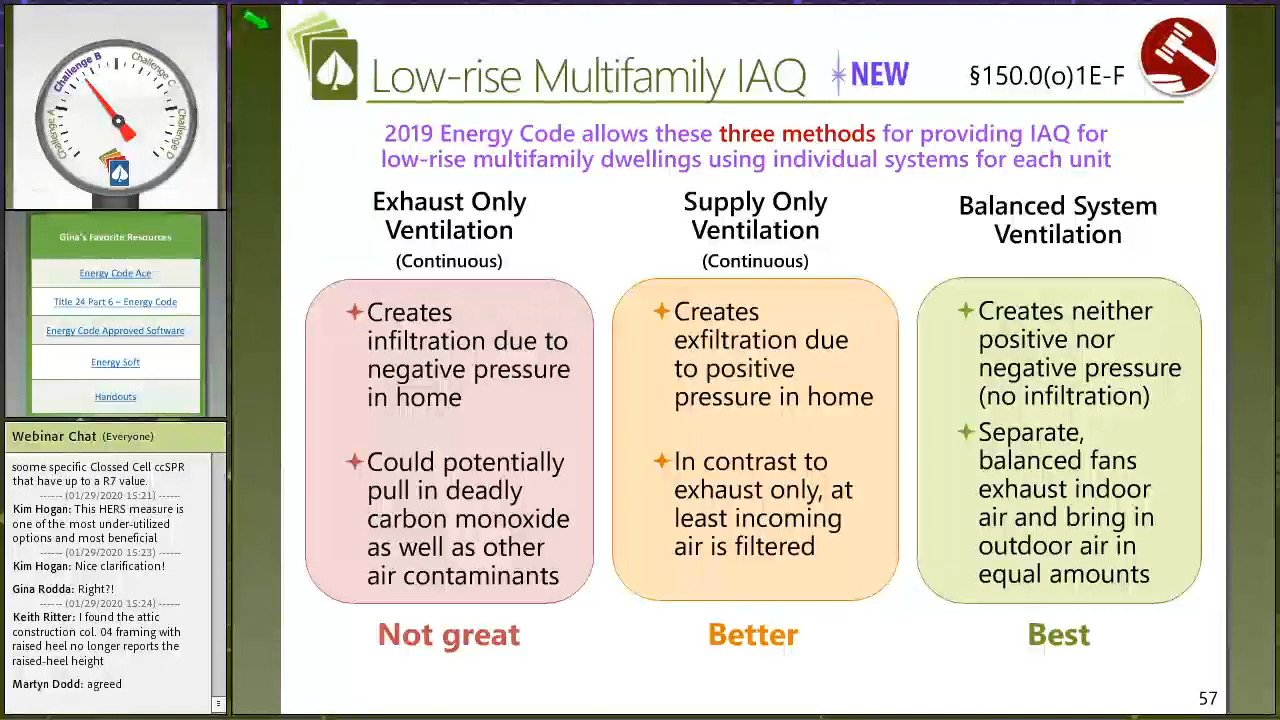 Challenge A
Challenge B
Challenge C
Challenge D
Gina's Favorite Resources
Energy Code Ace
Title 24 Part 6 – Energy Code
Energy Code Approved Software
Energy Soft
Handouts
Webinar Chat (Everyone)
soome specific Clossed Cell ccSPR
that have up to a R7 value.
------ (01/29/2020 15:21) ------
Kim Hogan: This HERS measure is
one of the most under-utilized
options and most beneficial
------ (01/29/2020 15:23) ------
Kim Hogan: Nice clarification!
Gina Rodda: Right?!
------ (01/29/2020 15:24) ------
Keith Ritter: I found the attic
construction col. 04 framing with
raised heel no longer reports the
raised-heel height
Martyn Dodd: agreed
Low-rise Multifamily IAQ
NEW
§150.0(o)1E-F
2019 Energy Code allows these three methods for providing IAQ for
low-rise multifamily dwellings using individual systems for each unit
Exhaust Only
Ventilation
(Continuous)
Creates
infiltration due to
negative pressure
in home
Could potentially
pull in deadly
carbon monoxide
as well as other
air contaminants
Not great
Supply Only
Ventilation
(Continuous)
Creates
exfiltration due
to positive
pressure in home
In contrast to
exhaust only, at
least incoming
air is filtered
Better
Balanced System
Ventilation
Creates neither
positive nor
negative pressure
(no infiltration)
Separate,
balanced fans
exhaust indoor
air and bring in
outdoor air in
equal amounts
Best
57